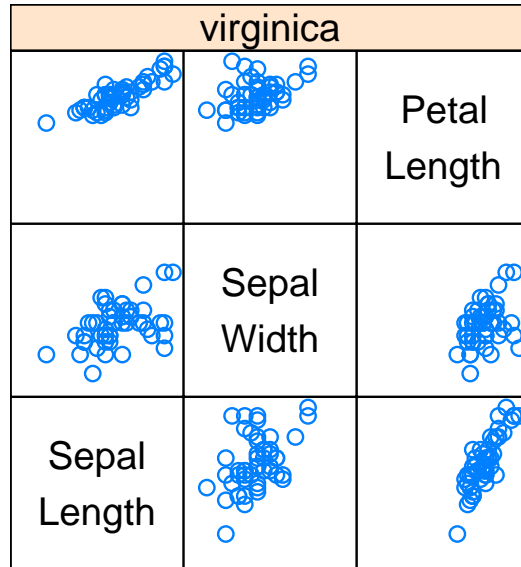 virginica
Petal
Length
Sepal
Width
Sepal
Length